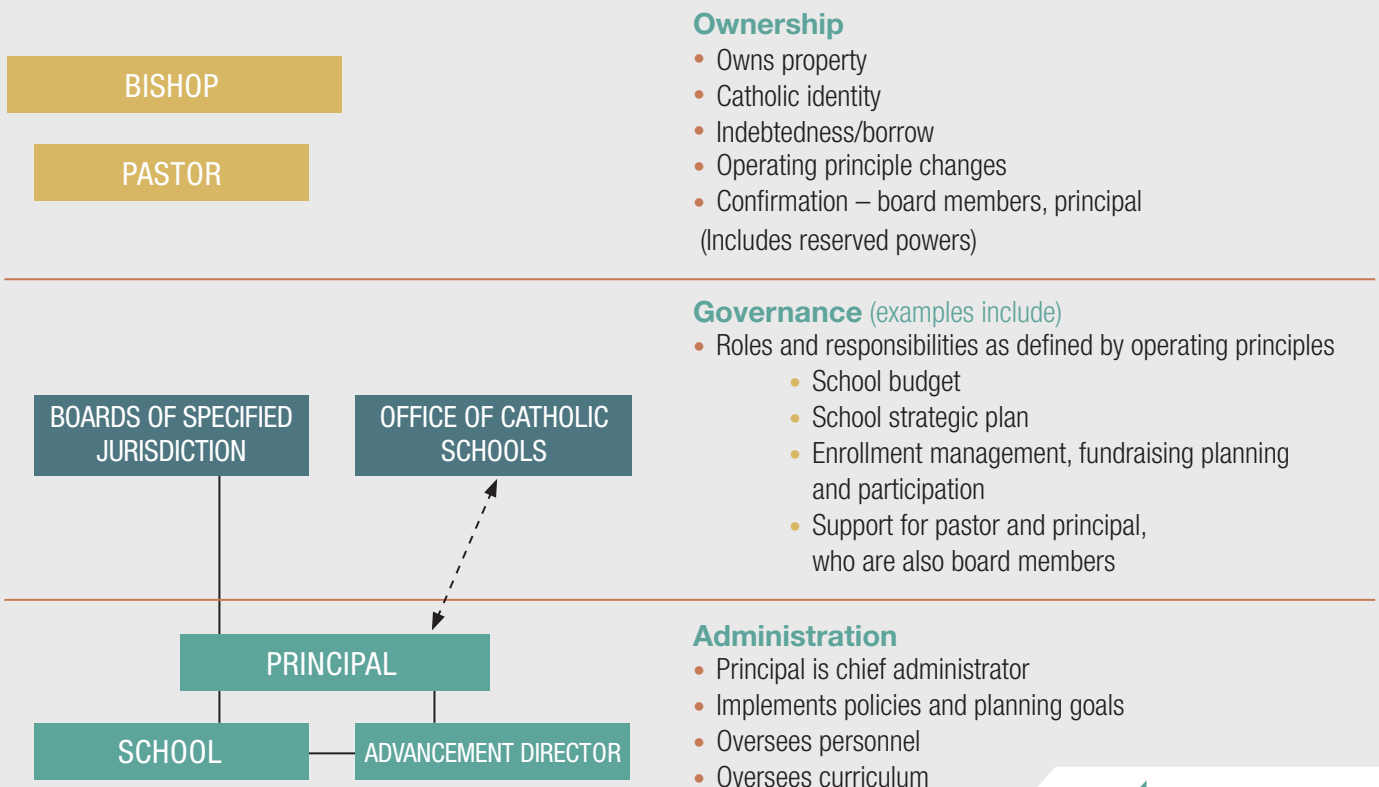 BISHOP
PASTOR
Ownership
• Owns property
• Catholic identity
• Indebtedness/borrow
• Operating principle changes
• Confirmation – board members, principal
(Includes reserved powers)
BOARDS OF SPECIFIED
JURISDICTION
OFFICE OF CATHOLIC
SCHOOLS
Governance (examples include)
• Roles and responsibilities as defined by operating principles
• School budget
• School strategic plan
• Enrollment management, fundraising planning
and participation
• Support for pastor and principal,
who are also board members
PRINCIPAL
SCHOOL
ADVANCEMENT DIRECTOR
Administration
• Principal is chief administrator
• Implements policies and planning goals
• Oversees personnel
• Oversees curriculum